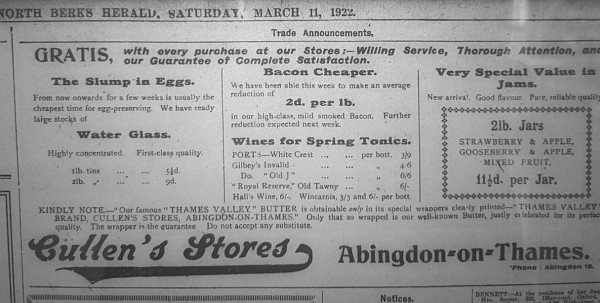 NORTH BERKS HERALD, SATURDAY, MARCH 11, 1922.
Trade Announcements.
GRATIS, with every purchase at our Stores:—Willing Service, Thorough Attention, and
our Guarantee of Complete Satisfaction.
The Slump in Eggs.
From now onwards for a few weeks is usually the
cheapest time for egg-preserving. We have ready
large stocks of
Water Glass.
Highly concentrated. First-class quality.
1lb. tins ... ... 5½d.
2lb. „ ... ... 9d.
Bacon Cheaper.
We have been able this week to make an average
reduction of
2d. per lb.
in our high-class, mild smoked Bacon. Further
reduction expected next week.
Wines for Spring Tonics.
PORTS—White Crest ... ... per bott. 3/9
Gilbey's Invalid ... ... „ 4/6
Do. "Old J" ... ... „ 6/6
"Royal Reserve," Old Tawny ... „ 6/-
Hall's Wine, 6/-. Wincarnis, 3/3 and 6/- per bott.
Very Special Value in
Jams.
New arrival. Good flavour. Pure, reliable quality
2lb. Jars
STRAWBERRY & APPLE,
GOOSEBERRY & APPLE,
MIXED FRUIT,
11½d. per Jar.
KINDLY NOTE.—"Our famous "THAMES VALLEY" BUTTER is obtainable only in its special wrappers clearly printed—"THAMES VALLEY
BRAND, CULLEN'S STORES, ABINGDON-ON-THAMES." Only that so wrapped is our well-known Butter, justly celebrated for its perfect
quality. The wrapper is the guarantee Do not accept any substitute.
Cullen's Stores, Abingdon-on-Thames.
'Phone: Abingdon 18.
Notices.
BENNETT—At the residence of her